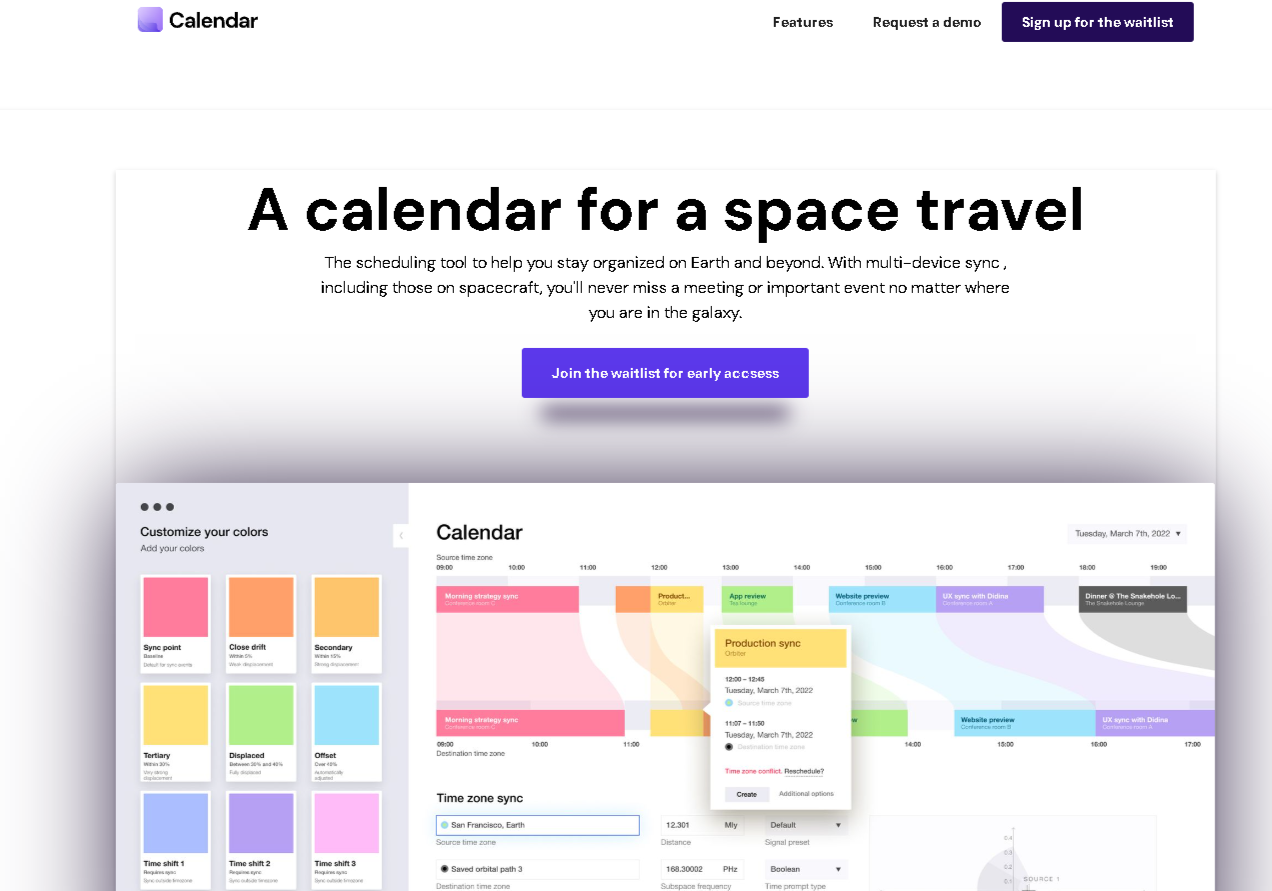 Calendar
Features
Request a demo
Sign up for the waitlist
A calendar for a space travel
The scheduling tool to help you stay organized on Earth and beyond. With multi-device sync ,
including those on spacecraft, you'll never miss a meeting or important event no matter where
you are in the galaxy.
Join the waitlist for early accsess
Customize your colors
Add your colors
Sync point
Baseline
Default for sync events
Close drift
Within 5%
Weak displacement
Secondary
Within 15%
Strong displacement
Tertiary
Within 20%
Very strong
displacement
Displaced
Between 20% and 40%
Fully displaced
Offset
Over 40%
Automatically
adjusted
Time shift 1
Requires sync
Sync outside timezone
Time shift 2
Requires sync
Sync outside timezone
Time shift 3
Requires sync
Sync outside timezone
Calendar
Tuesday, March 7th, 2022
Source time zone
09:00 10:00 11:00 12:00 13:00 14:00 15:00 16:00 17:00 18:00 19:00
Morning strategy sync
Conference room C
Product...
Orbiter
App review
Tea lounge
Website preview
Conference room B
UX sync with Didina
Conference room A
Dinner @ The Snakehole Lo...
The Snakehole Lounge
Production sync
Orbiter
12:00 – 12:45
Tuesday, March 7th, 2022
Source time zone
11:07 – 11:50
Tuesday, March 7th, 2022
Destination time zone
Time zone conflict. Reschedule?
Create
Additional options
Morning strategy sync
Conference room C
w
Website preview
Conference room B
UX sync with Didina
Conference room A
09:00 10:00 11:00 14:00 15:00 16:00 17:00
Destination time zone
Time zone sync
San Francisco, Earth
Source time zone
12.301 Mly
Distance
Default
Signal preset
Saved orbital path 3
Destination time zone
168.30002 PHz
Subspace frequency
Boolean
Time prompt type
0.4
0.3
0.2
0.1
SOURCE 1